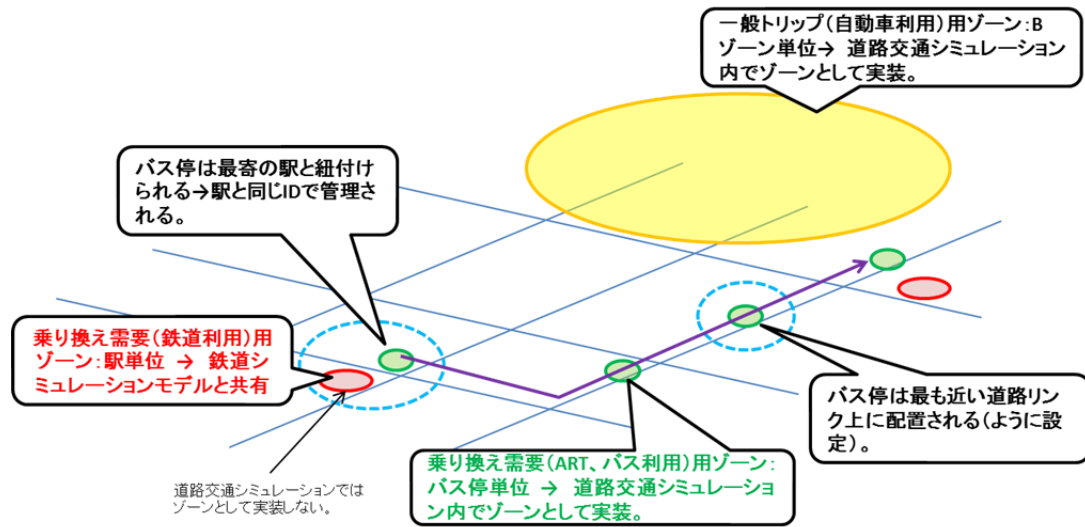 一般トリップ(自動車利用)用ゾーン:B
ゾーン単位→ 道路交通シミュレーション
内でゾーンとして実装。
バス停は最寄の駅と紐付け
られる→駅と同じIDで管理さ
れる。
乗り換え需要(鉄道利用)用
ゾーン:駅単位 → 鉄道シ
ミュレーションモデルと共有
バス停は最も近い道路リン
ク上に配置される(ように設
定)。
乗り換え需要(ART、バス利用)用ゾーン:
バス停単位 → 道路交通シミュレーショ
ン内でゾーンとして実装。
道路交通シミュレーションでは
ゾーンとして実装しない。